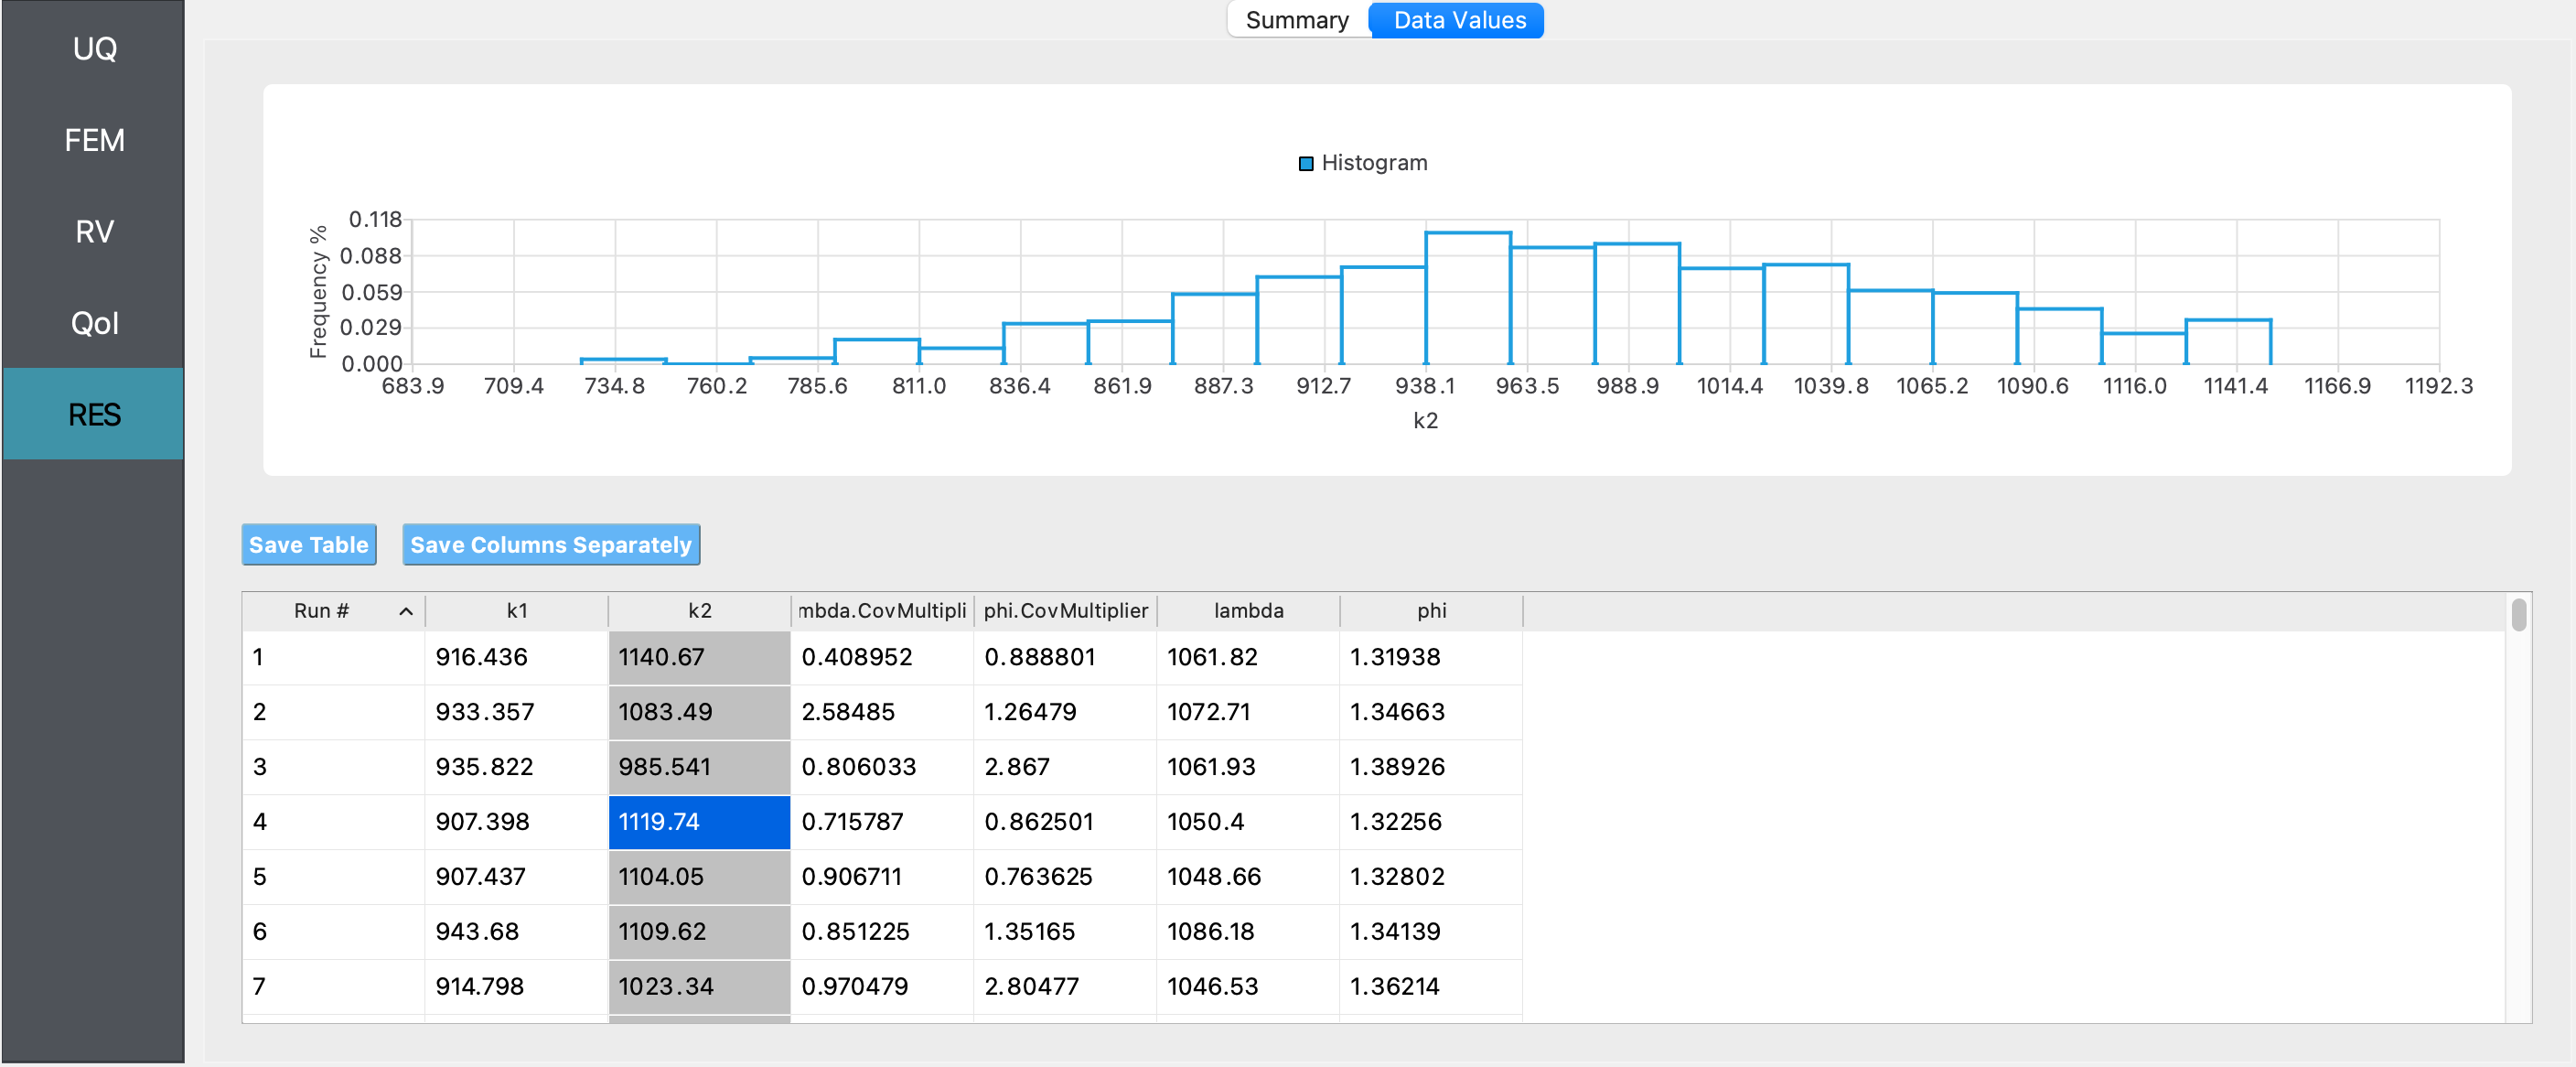 Summary Data Values
UQ
FEM
RV
QoI
RES
Histogram
Frequency %
0.118
0.088
0.059
0.029
0.000
683.9 709.4 734.8 760.2 785.6 811.0 836.4 861.9 887.3 912.7 938.1 963.5 988.9 1014.4 1039.8 1065.2 1090.6 1116.0 1141.4 1166.9 1192.3
k2
Save Table Save Columns Separately
Run # k1 k2 mbda.CovMultipli phi.CovMultiplier lambda phi
1 916.436 1140.67 0.408952 0.888801 1061.82 1.31938
2 933.357 1083.49 2.58485 1.26479 1072.71 1.34663
3 935.822 985.541 0.806033 2.867 1061.93 1.38926
4 907.398 1119.74 0.715787 0.862501 1050.4 1.32256
5 907.437 1104.05 0.906711 0.763625 1048.66 1.32802
6 943.68 1109.62 0.851225 1.35165 1086.18 1.34139
7 914.798 1023.34 0.970479 2.80477 1046.53 1.36214